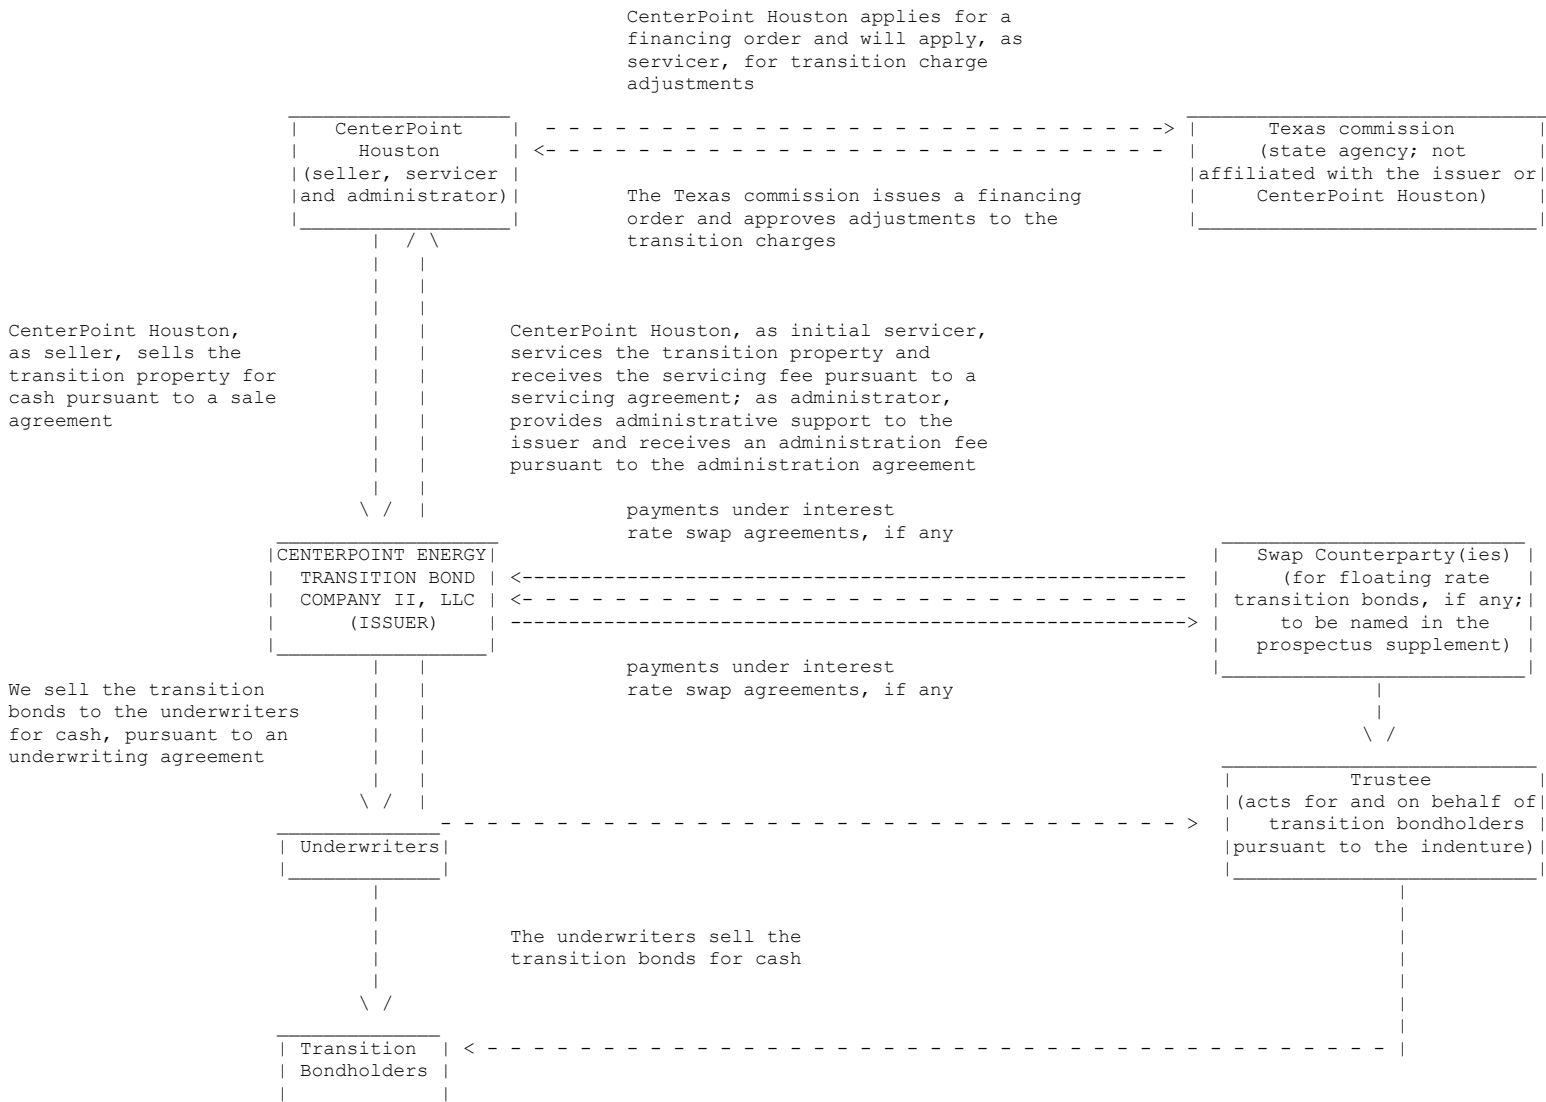 CenterPoint Houston applies for a
financing order and will apply, as
servicer, for transition charge
adjustments
CenterPoint
Houston
(seller, servicer
and administrator)
Texas commission
(state agency; not
affiliated with the issuer or
CenterPoint Houston)
The Texas commission issues a financing
order and approves adjustments to the
transition charges
CenterPoint Houston,
as seller, sells the
transition property for
cash pursuant to a sale
agreement
CenterPoint Houston, as initial servicer,
services the transition property and
receives the servicing fee pursuant to a
servicing agreement; as administrator,
provides administrative support to the
issuer and receives an administration fee
pursuant to the administration agreement
payments under interest
rate swap agreements, if any
CENTERPOINT ENERGY
TRANSITION BOND
COMPANY II, LLC
(ISSUER)
Swap Counterparty(ies)
(for floating rate
transition bonds, if any;
to be named in the
prospectus supplement)
payments under interest
rate swap agreements, if any
We sell the transition
bonds to the underwriters
for cash, pursuant to an
underwriting agreement
Trustee
(acts for and on behalf of
transition bondholders
pursuant to the indenture)
Underwriters
The underwriters sell the
transition bonds for cash
Transition
Bondholders